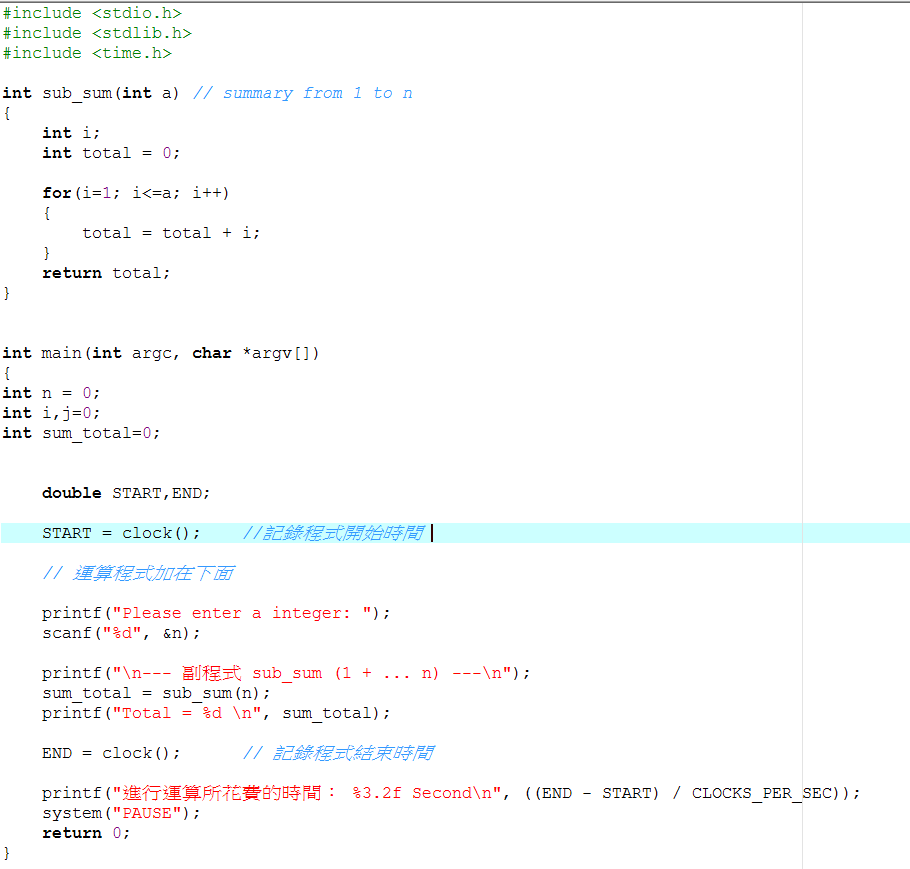 #include <stdio.h>
#include <stdlib.h>
#include <time.h>
int sub_sum(int a) // summary from 1 to n
{
    int i;
    int total = 0;
    for(i=1; i<=a; i++)
    {
        total = total + i;
    }
    return total;
}
int main(int argc, char *argv[])
{
int n = 0;
int i,j=0;
int sum_total=0;
    double START,END;
    START = clock();    //記錄程式開始時間
    // 運算程式加在下面
    printf("Please enter a integer: ");
    scanf("%d", &n);
    printf("\n--- 副程式 sub_sum (1 + ... n) ---\n");
    sum_total = sub_sum(n);
    printf("Total = %d \n", sum_total);
    END = clock();      // 記錄程式結束時間
    printf("進行運算所花費的時間： %3.2f Second\n", ((END - START) / CLOCKS_PER_SEC));
    system("PAUSE");
    return 0;
}